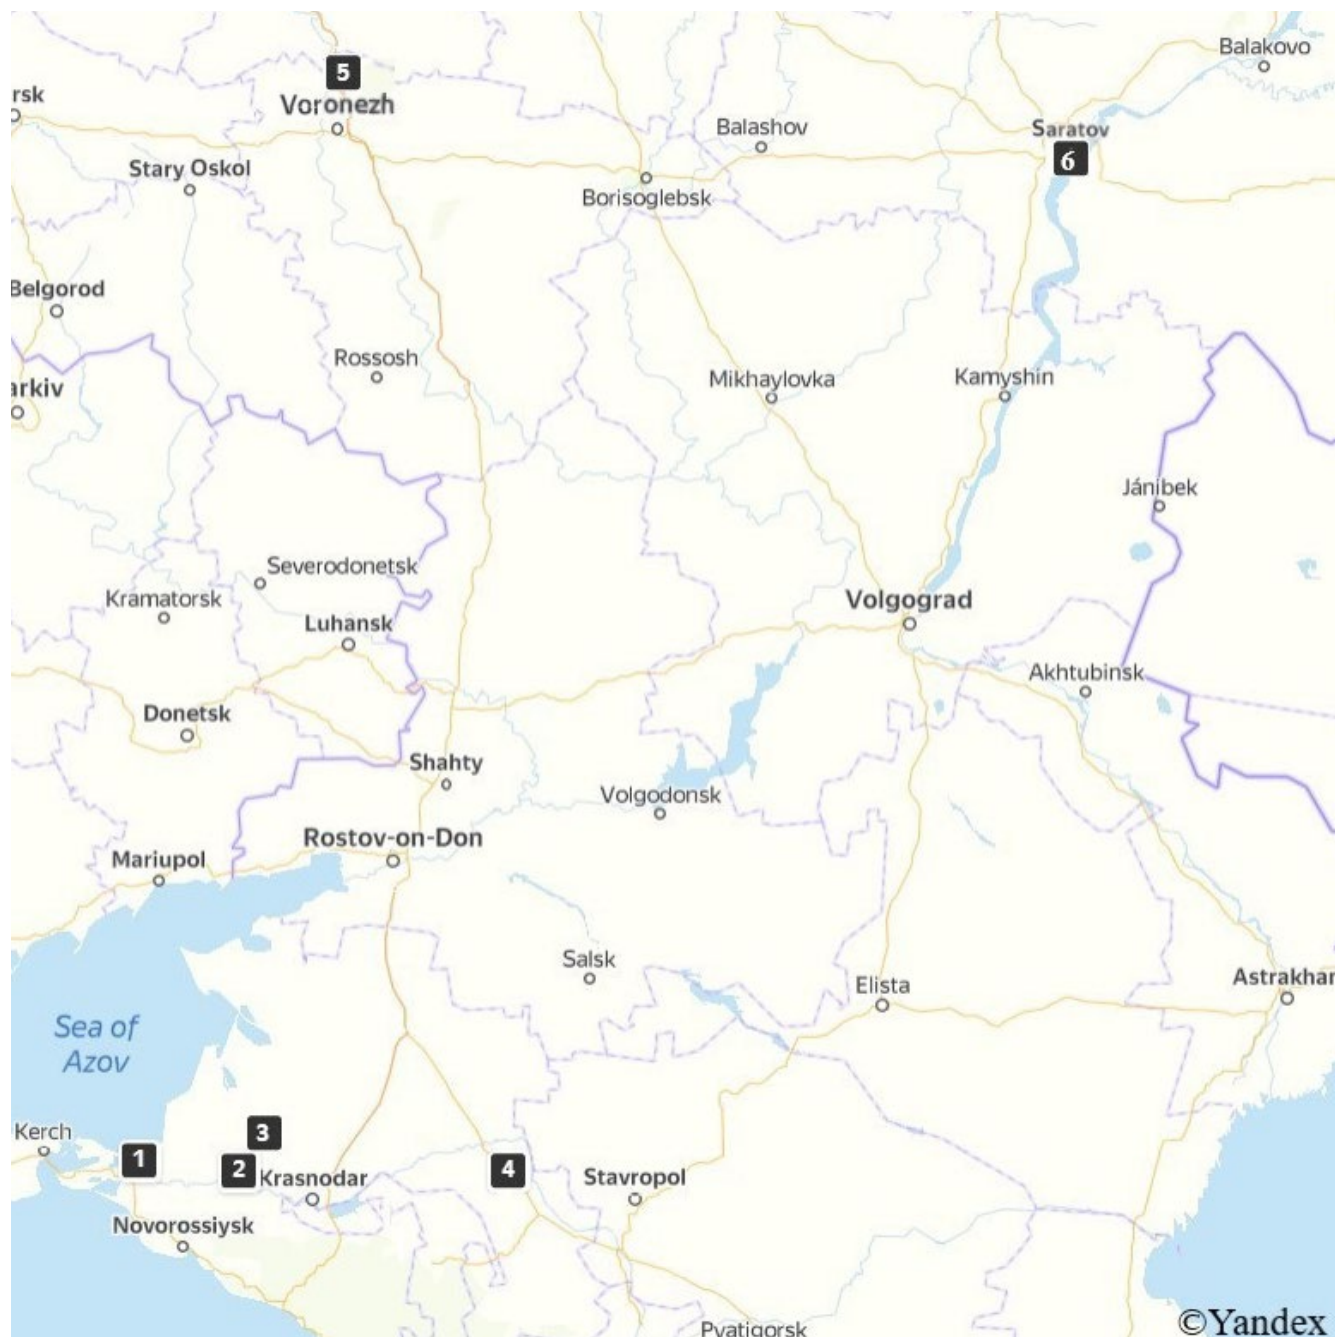 Balakovo
5
rsk
Voronezh
Balashov
Saratov
6
Stary Oskol
Borisoglebsk
Belgorod
Rossosh
Mikhaylovka
Kamyshin
arkiv
Jánibek
Severodonetsk
Kramatorsk
Luhansk
Volgograd
Akhtubinsk
Donetsk
Shahty
Volgodonsk
Rostov-on-Don
Mariupol
Salsk
Elista
Astrakhan
Sea of
Azov
Kerch
3
1
2
Krasnodar
4
Stavropol
Novorossiysk
Pyatigorsk
©Yandex